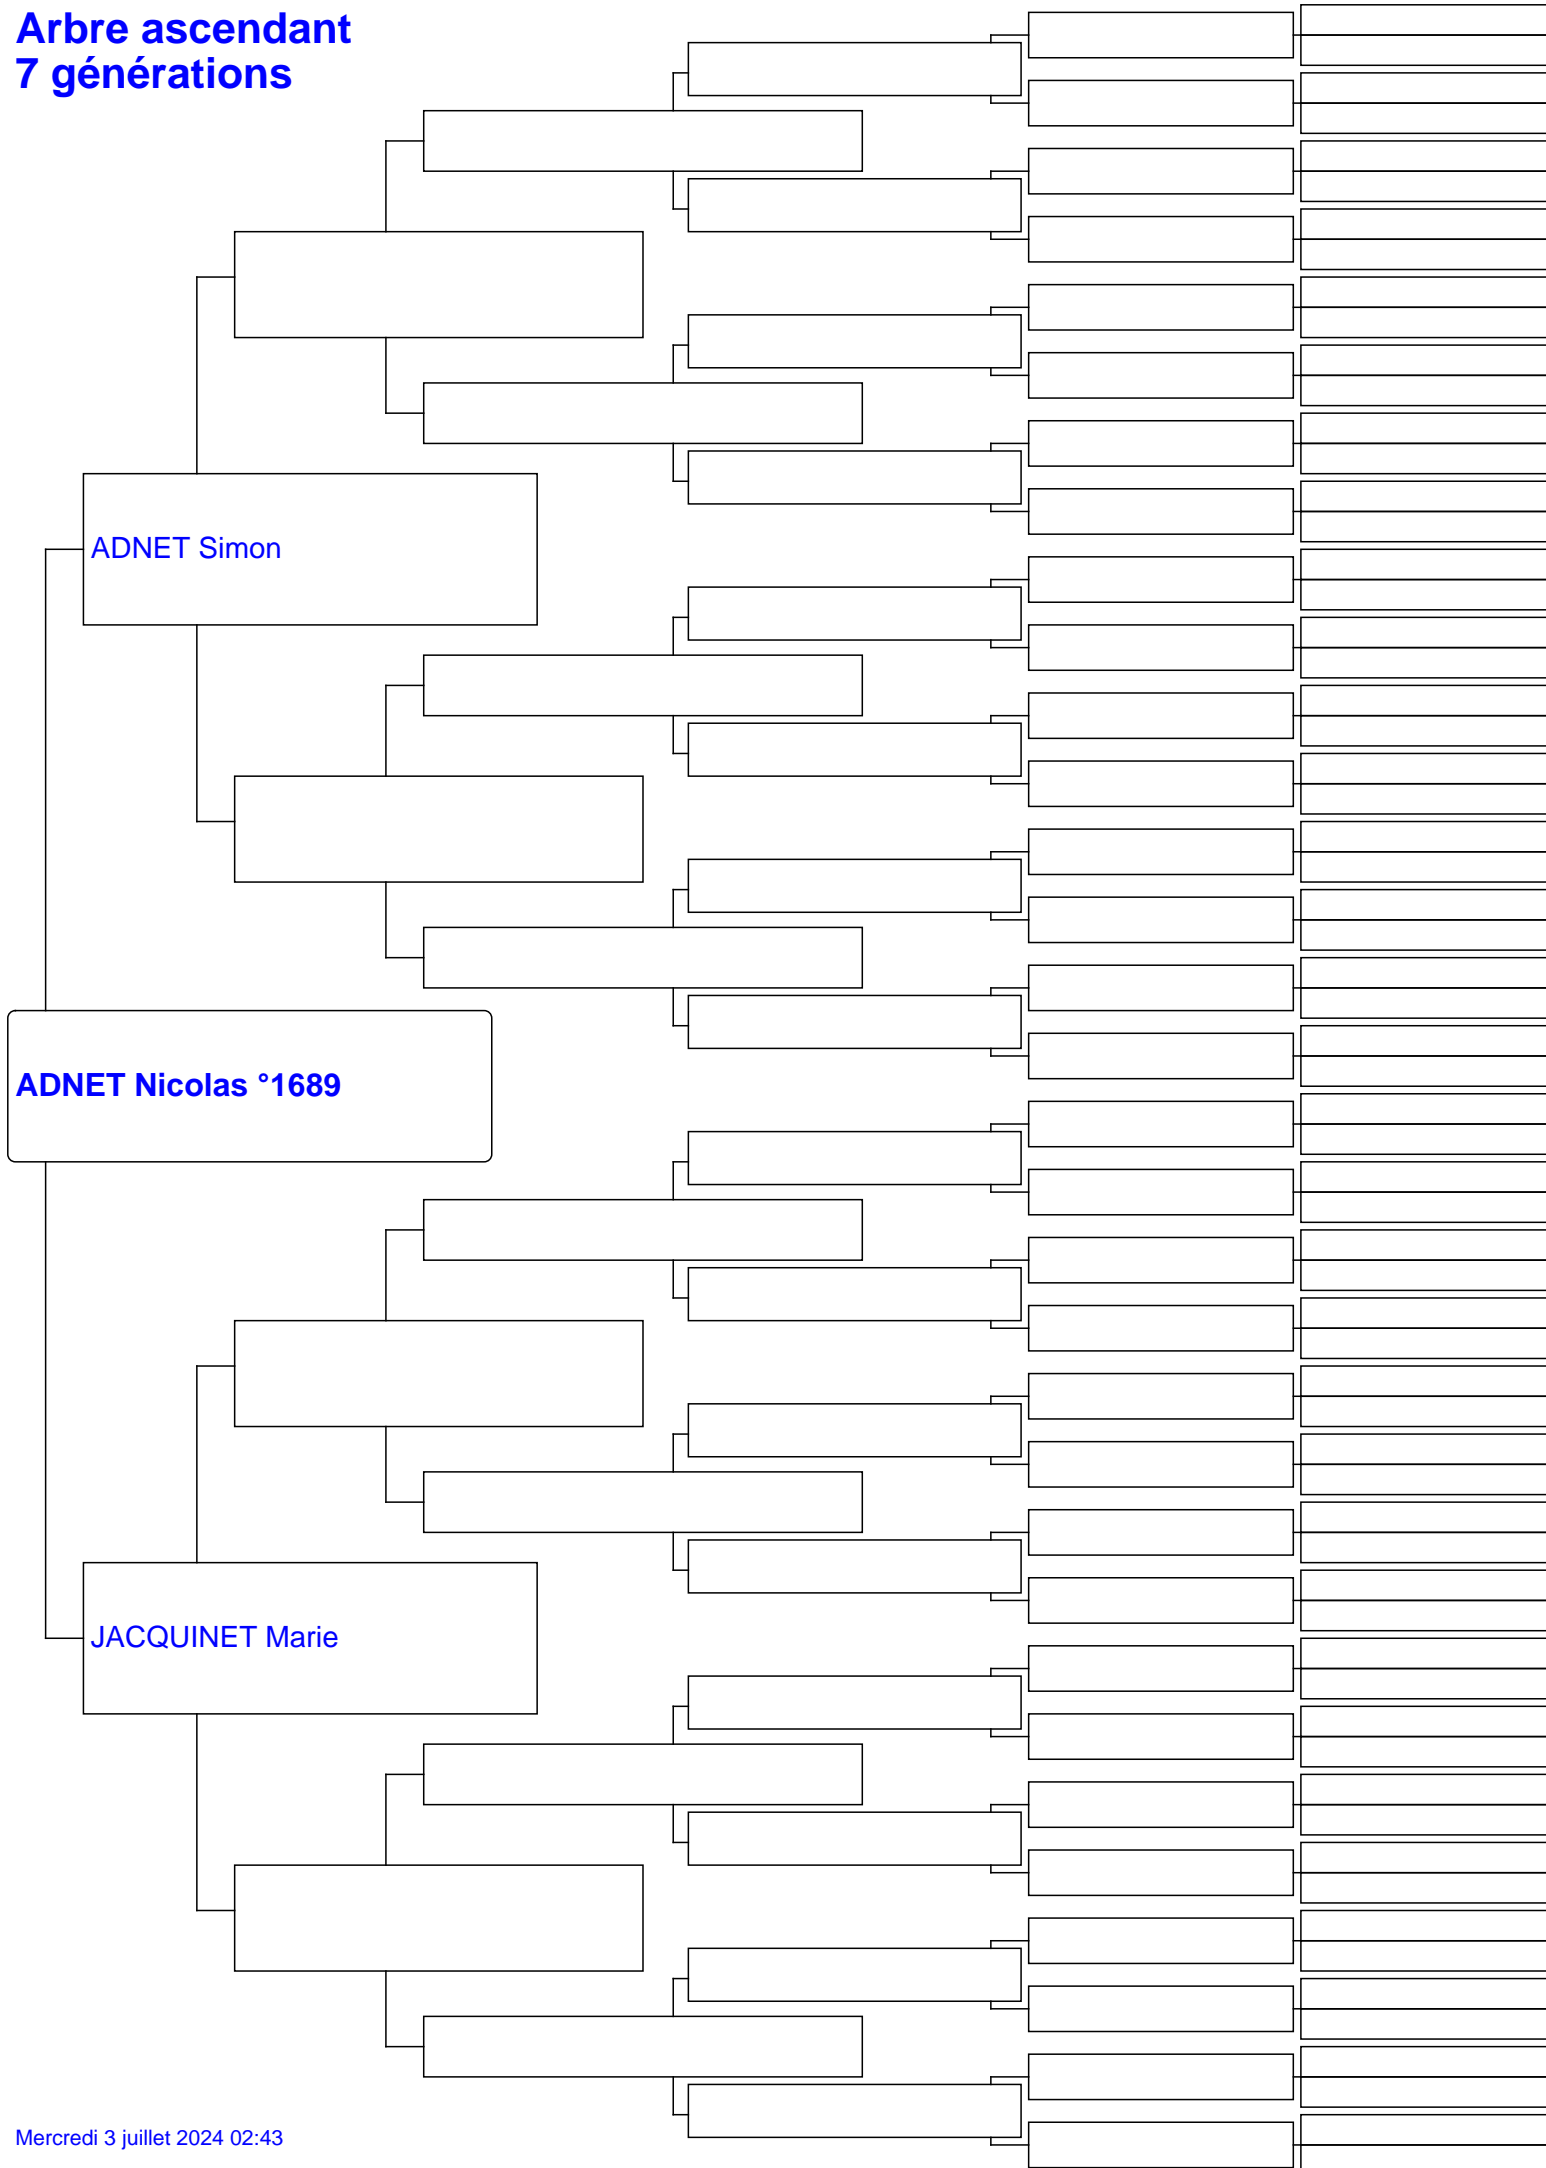 Arbre ascendant
7 générations
ADNET Simon
ADNET Nicolas °1689
JACQUINET Marie
Mercredi 3 juillet 2024 02:43